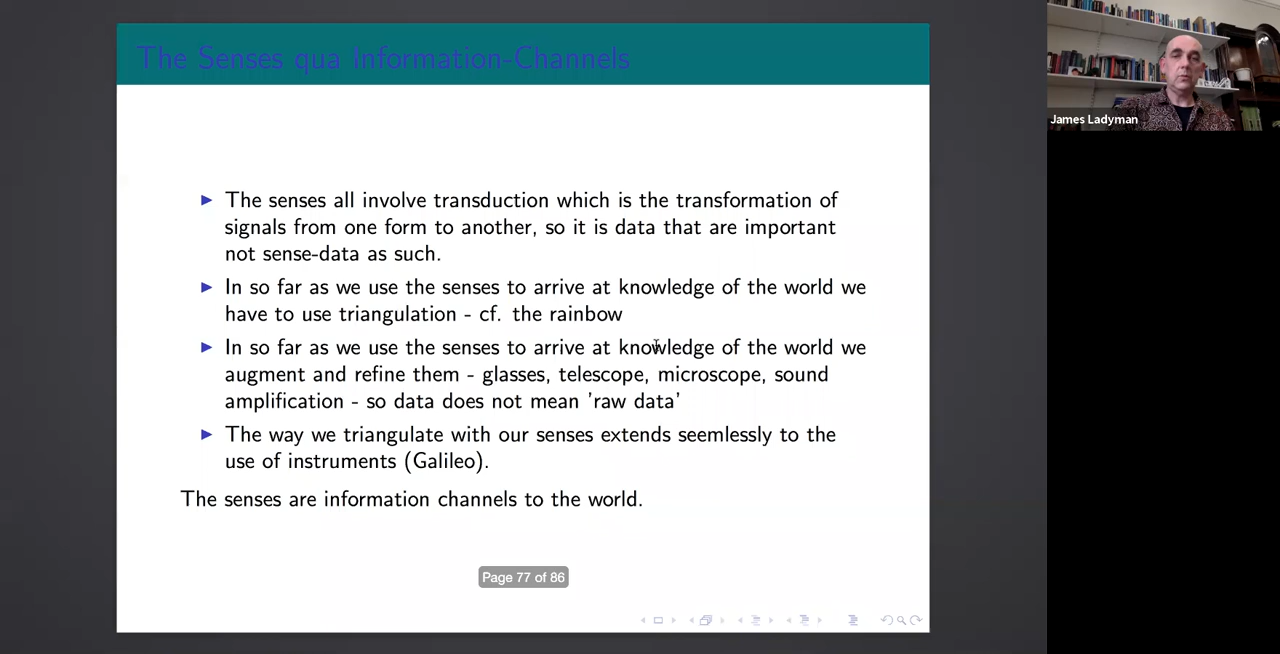 The Senses qua Information-Channels
The senses all involve transduction which is the transformation of
signals from one form to another, so it is data that are important
not sense-data as such.
In so far as we use the senses to arrive at knowledge of the world we
have to use triangulation - cf. the rainbow
In so far as we use the senses to arrive at knowledge of the world we
augment and refine them - glasses, telescope, microscope, sound
amplification - so data does not mean 'raw data'
The way we triangulate with our senses extends seemlessly to the
use of instruments (Galileo).
The senses are information channels to the world.
Page 77 of 86
James Ladyman